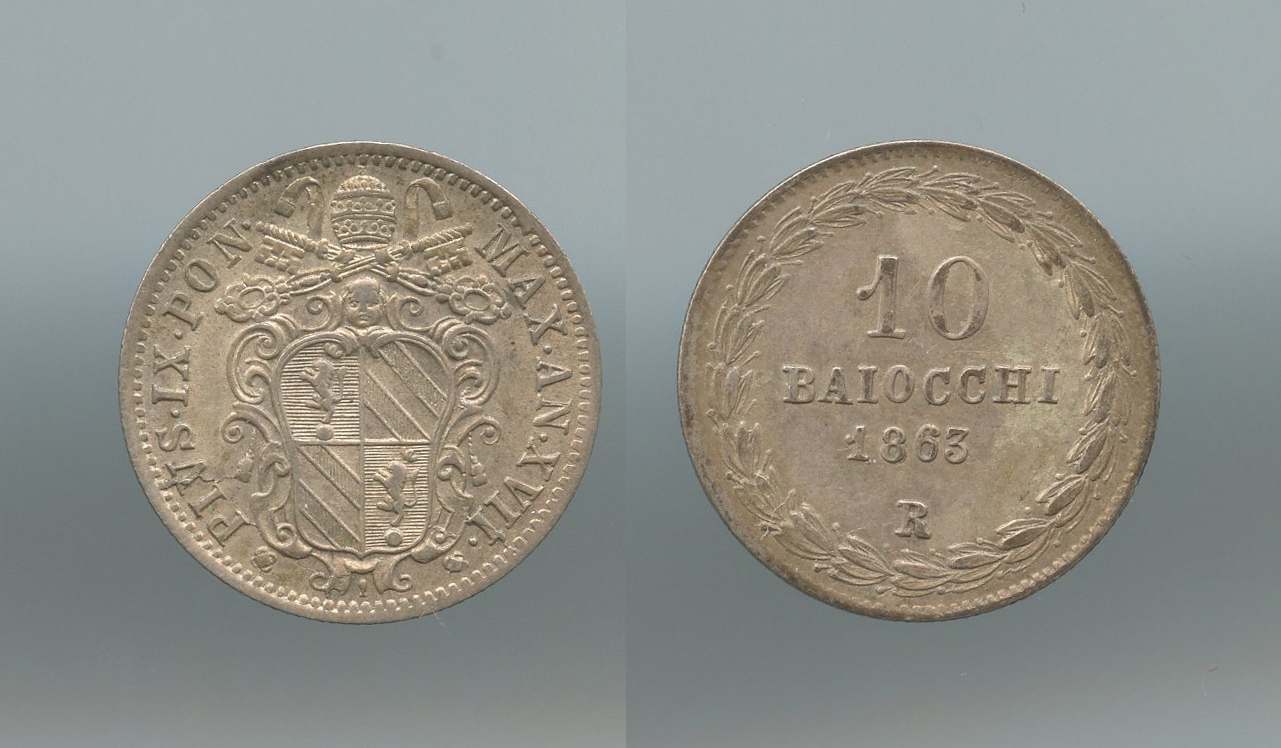 PIVS·IX·PON· MAX·AN·XVII·
10
BAIOCCHI
1863
R